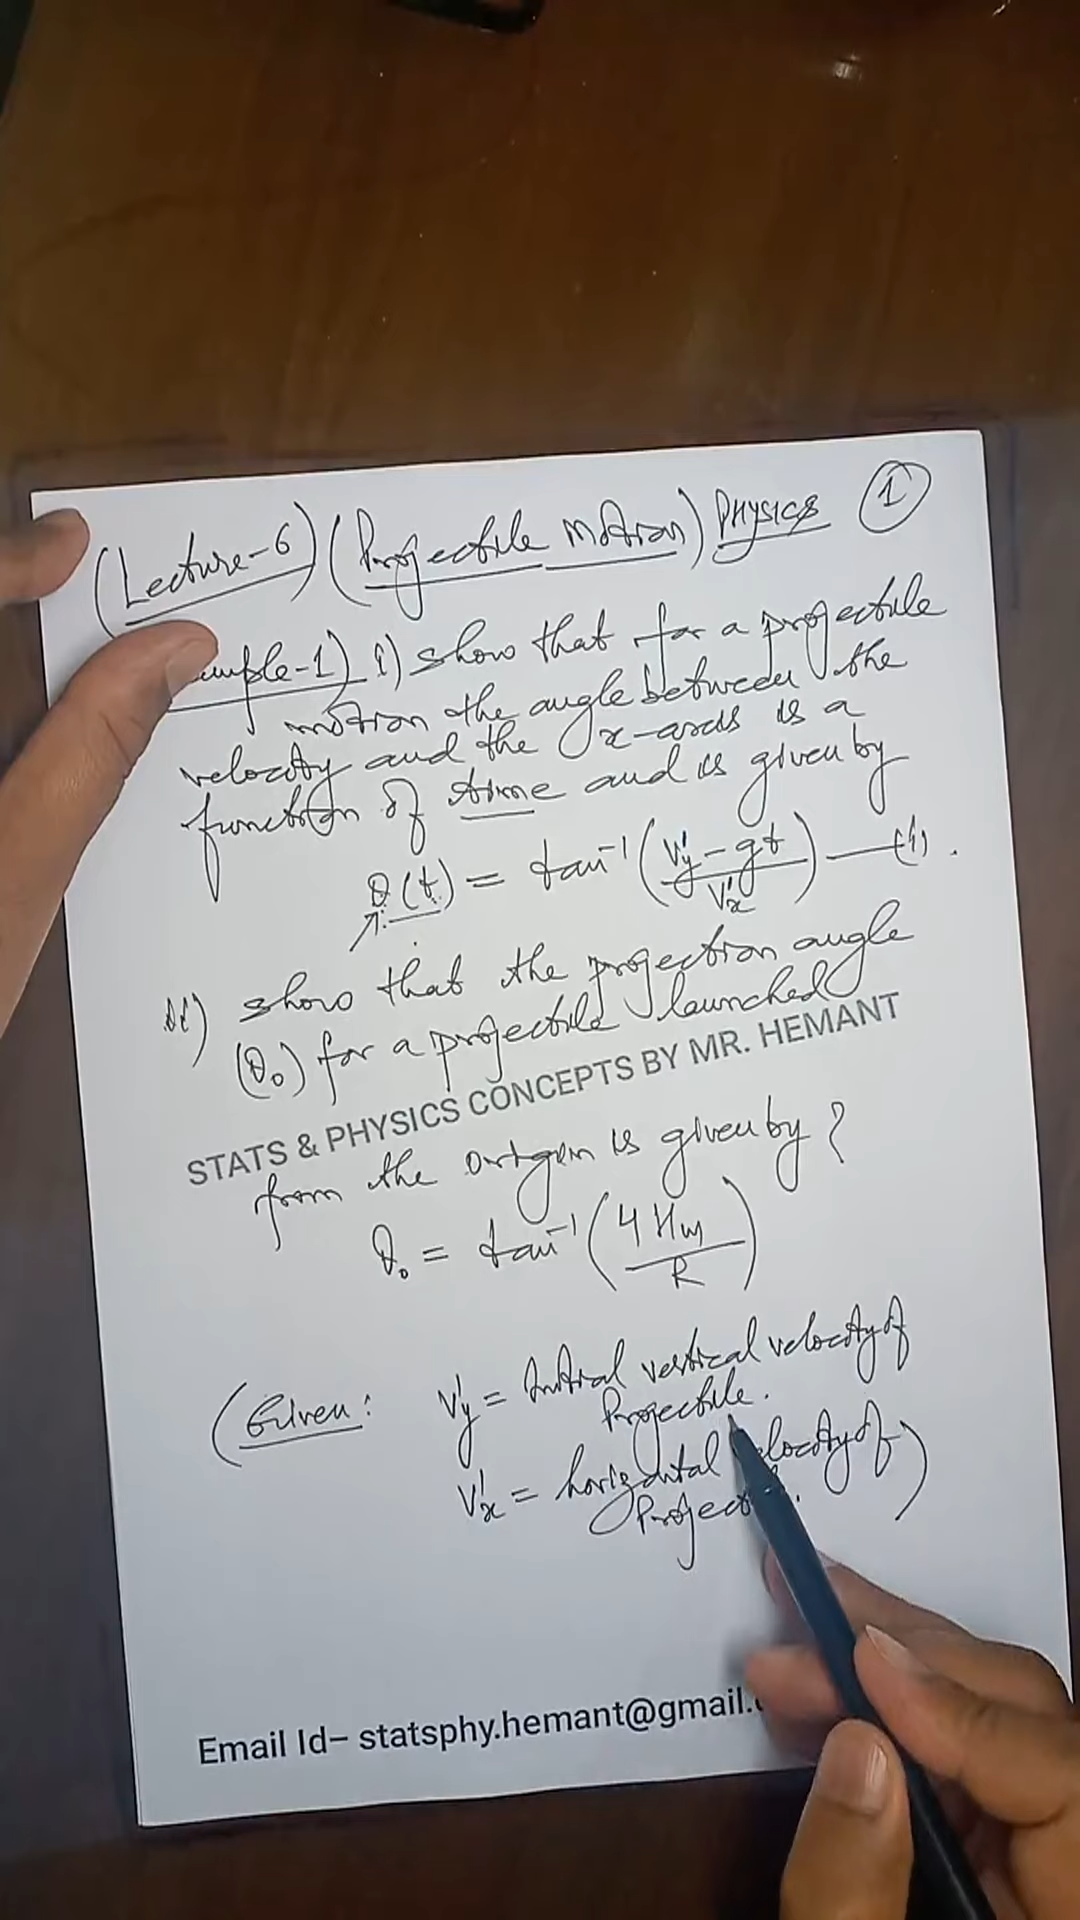 (Lecture-6) (Projectile motion) PHYSICS 1
ample-1) i) show that for a projectile
motion the angle between the
velocity and the x-axis is a
function of time and is given by
θ(t) = tan⁻¹ ((V'y - gt) / V'x) —(1).
ii) show that the projection angle
(θ₀) for a projectile launched
STATS & PHYSICS CONCEPTS BY MR. HEMANT
from the origin is given by?
θ₀ = tan⁻¹ (4 Hm / R)
(Given: V'y = Initial vertical velocity of
Projectile.
V'x = horizontal velocity of)
Email Id– statsphy.hemant@gmail.